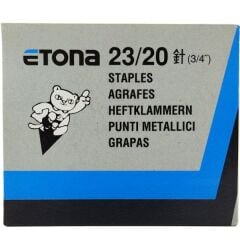 ETONA 23/20 針 (3/4")
STAPLES
AGRAFES
HEFTKLAMMERN
PUNTI METALLICI
GRAPAS